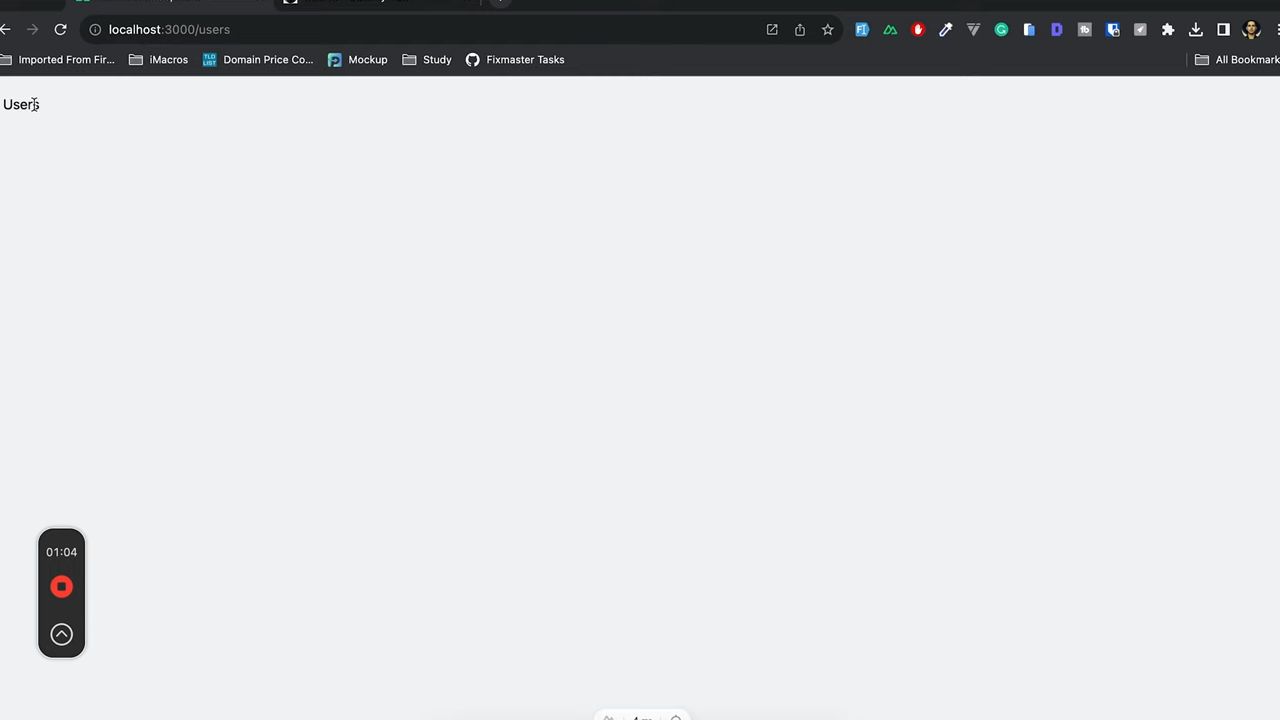 localhost:3000/users
Imported From Fir... iMacros Domain Price Co... Mockup Study Fixmaster Tasks All Bookmark
Users
01:04